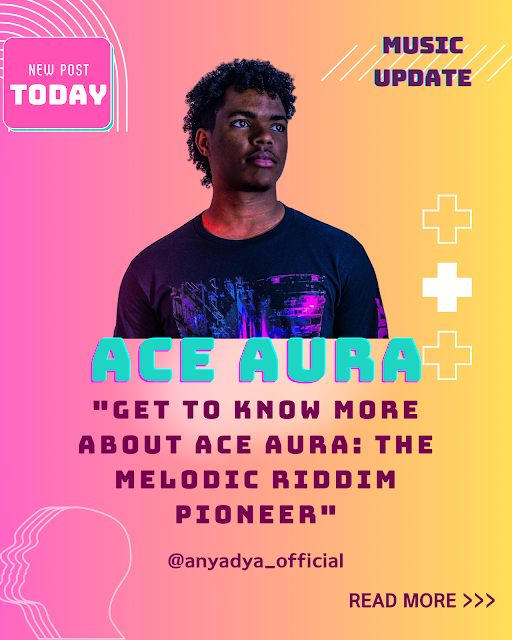 NEW POST
TODAY
MUSIC
UPDATE
ACE AURA
"GET TO KNOW MORE
ABOUT ACE AURA: THE
MELODIC RIDDIM
PIONEER"
@anyadya_official
READ MORE >>>